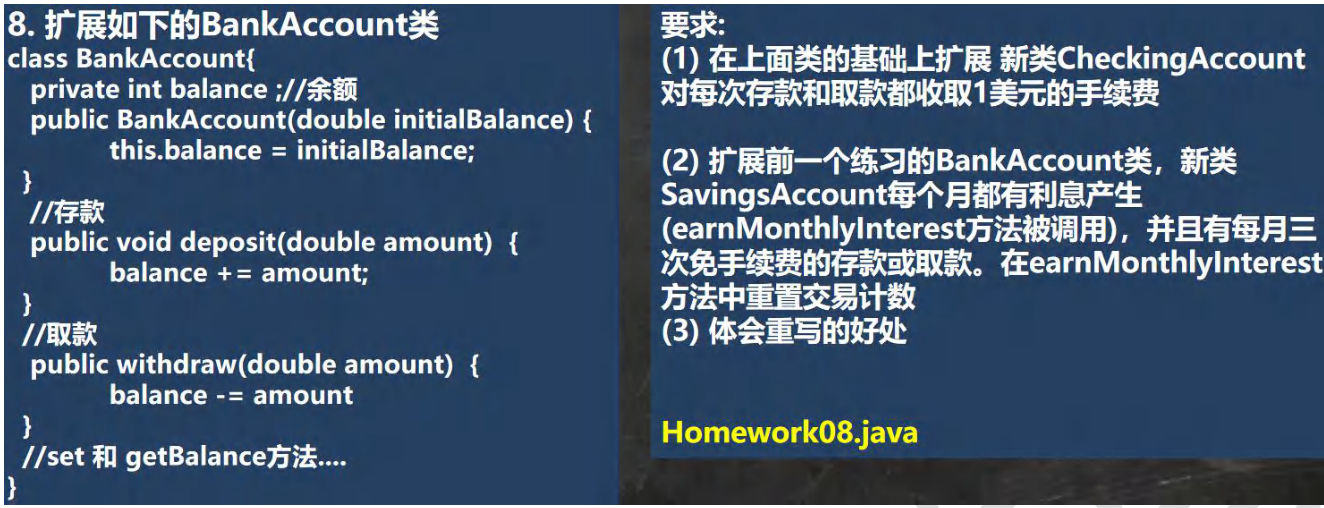 8. 扩展如下的BankAccount类
class BankAccount{
private int balance ;//余额
public BankAccount(double initialBalance) {
this.balance = initialBalance;
}
//存款
public void deposit(double amount)  {
balance += amount;
}
//取款
public withdraw(double amount)  {
balance -= amount
}
//set 和 getBalance方法....
}
要求:
(1) 在上面类的基础上扩展 新类CheckingAccount
对每次存款和取款都收取1美元的手续费
(2) 扩展前一个练习的BankAccount类，新类
SavingsAccount每个月都有利息产生
(earnMonthlyInterest方法被调用)，并且有每月三
次免手续费的存款或取款。在earnMonthlyInterest
方法中重置交易计数
(3) 体会重写的好处
Homework08.java